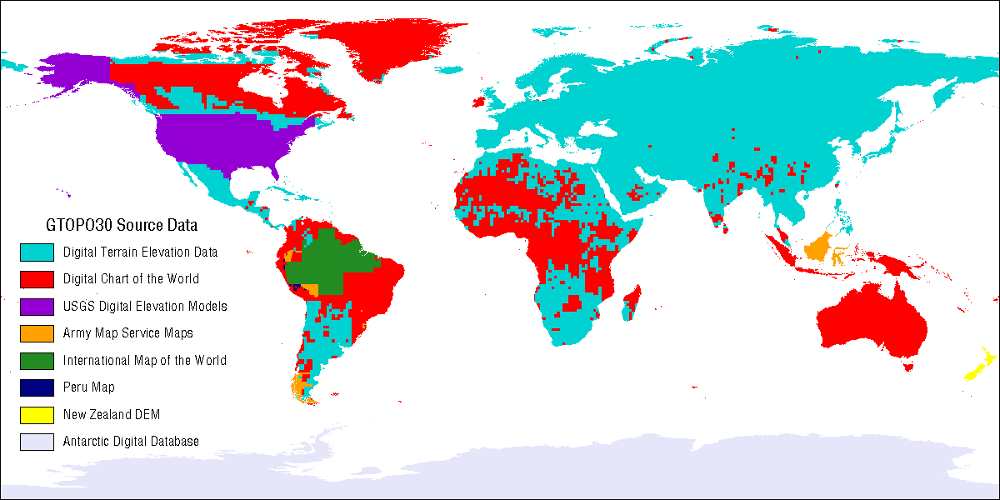 GTOPO30 Source Data
Digital Terrain Elevation Data
Digital Chart of the World
USGS Digital Elevation Models
Army Map Service Maps
International Map of the World
Peru Map
New Zealand DEM
Antarctic Digital Database